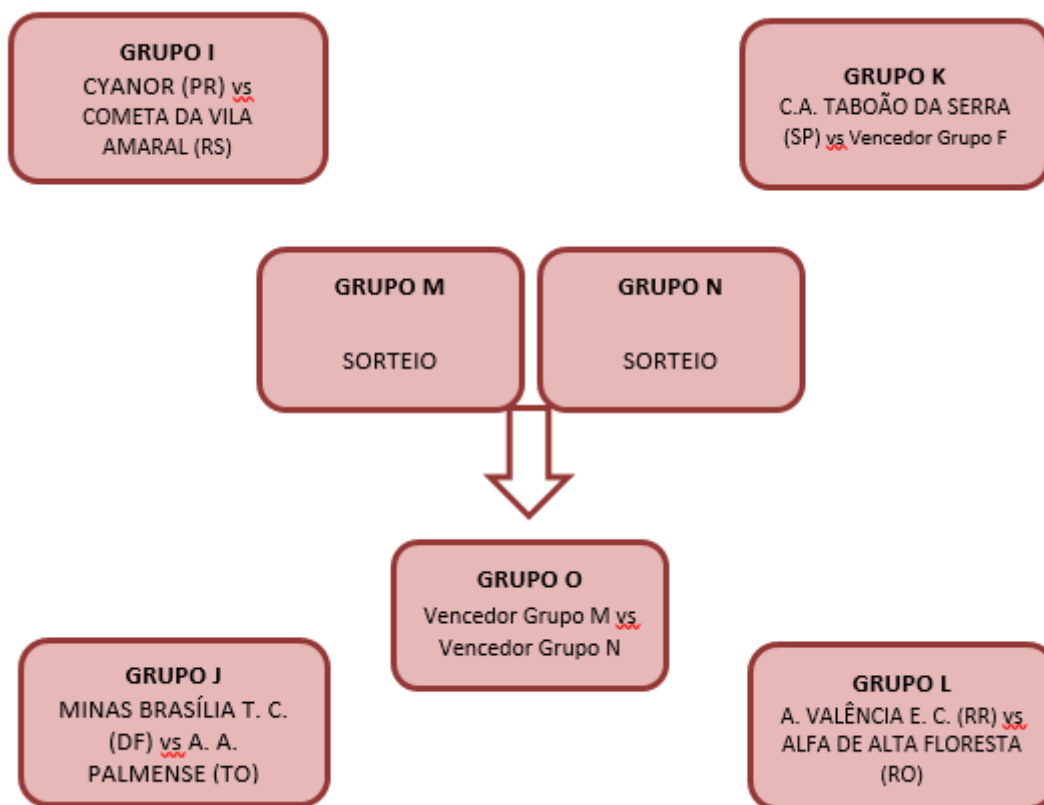 GRUPO I
CYANOR (PR) vs
COMETA DA VILA
AMARAL (RS)
GRUPO K
C.A. TABOÃO DA SERRA
(SP) vs Vencedor Grupo F
GRUPO M
SORTEIO
GRUPO N
SORTEIO
GRUPO O
Vencedor Grupo M vs
Vencedor Grupo N
GRUPO J
MINAS BRASÍLIA T. C.
(DF) vs A. A.
PALMENSE (TO)
GRUPO L
A. VALÊNCIA E. C. (RR) vs
ALFA DE ALTA FLORESTA
(RO)